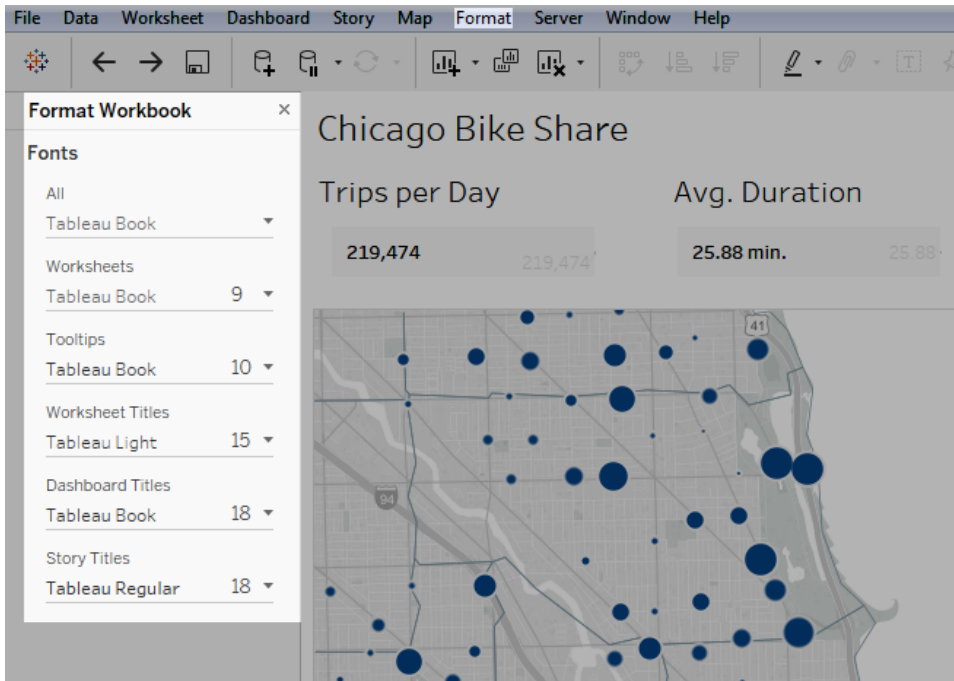 File Data Worksheet Dashboard Story Map Format Server Window Help
Format Workbook
Fonts
All
Tableau Book
Worksheets
Tableau Book 9
Tooltips
Tableau Book 10
Worksheet Titles
Tableau Light 15
Dashboard Titles
Tableau Book 18
Story Titles
Tableau Regular 18
Chicago Bike Share
Trips per Day Avg. Duration
219,474 219,474 25.88 min. 25.88
41
94